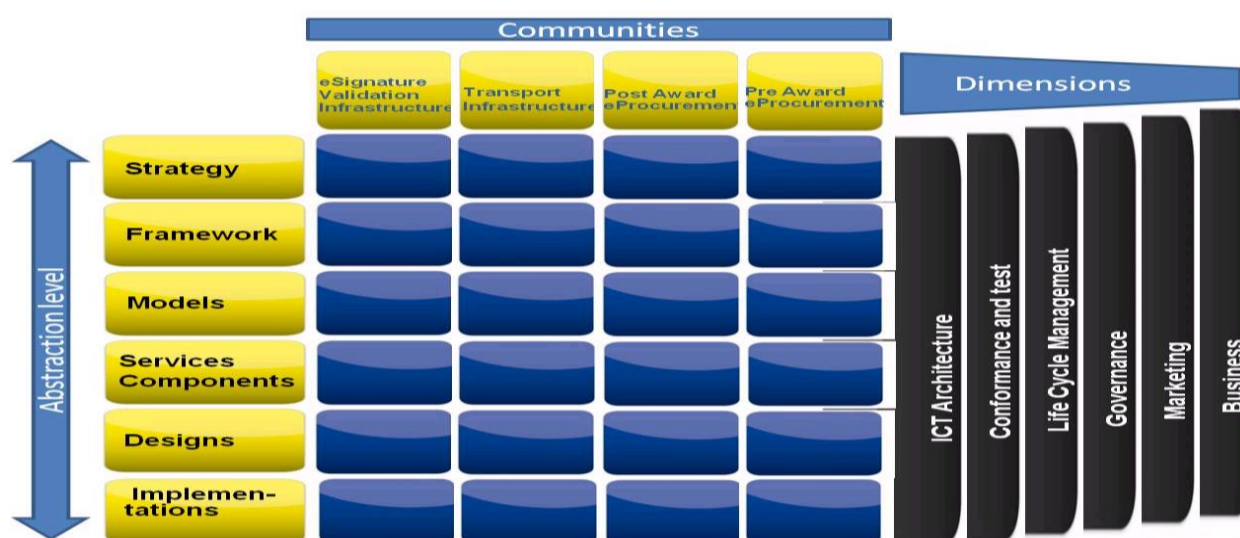 Communities
eSignature
Validation
Infrastructure
Transport
Infrastructure
Post Award
eProcurement
Pre Award
eProcurement
Dimensions
Abstraction level
Strategy
Framework
Models
Services
Components
Designs
Implemen-
tations
ICT Architecture
Conformance and test
Life Cycle Management
Governance
Marketing
Business